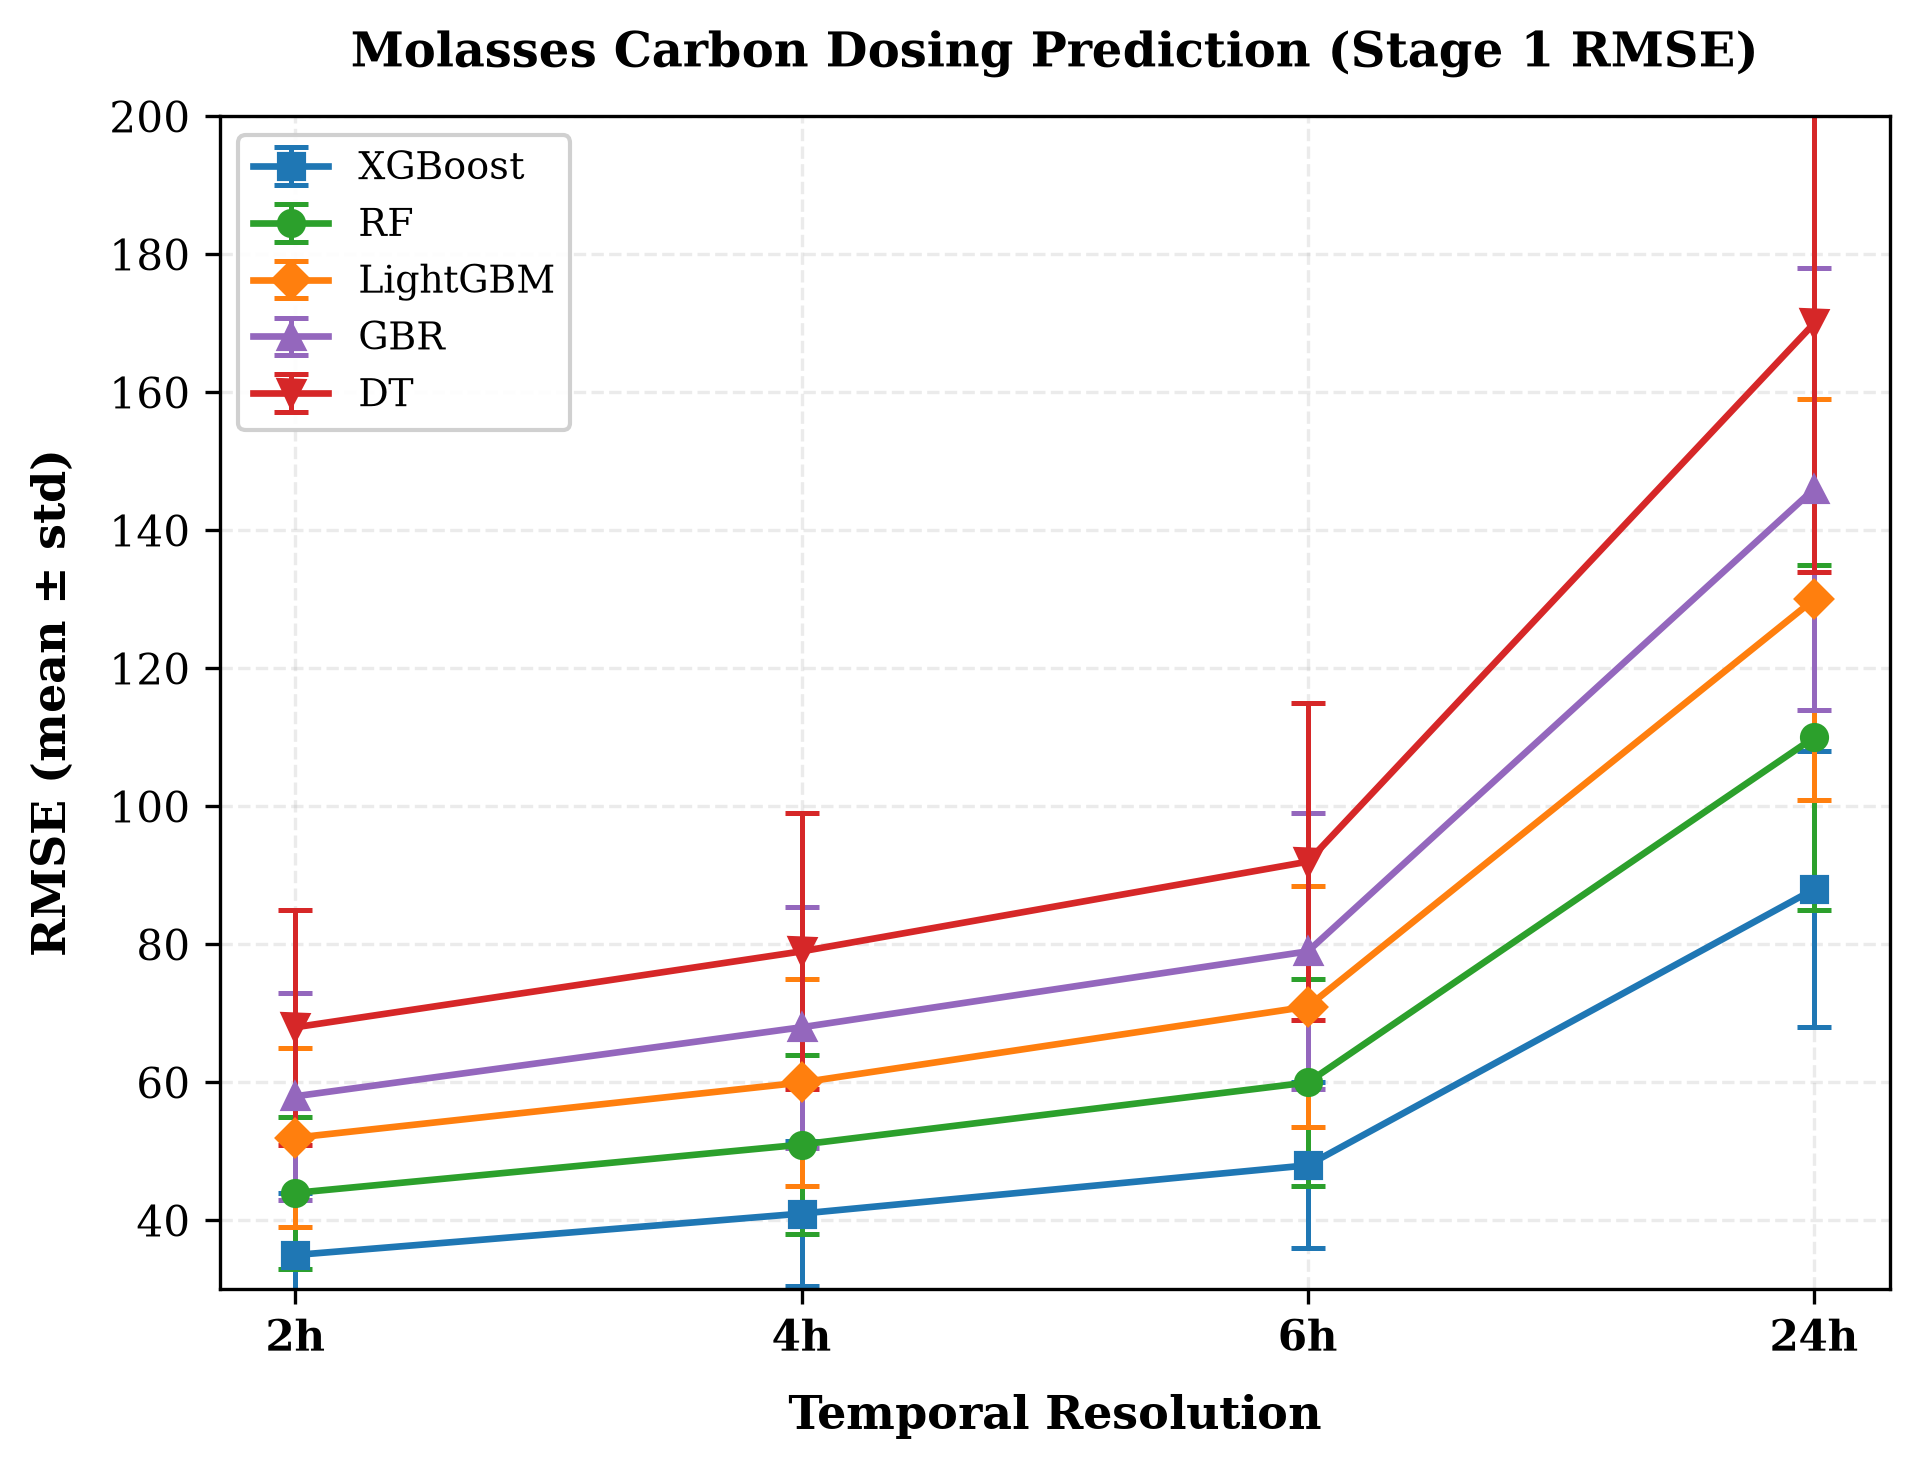 Molasses Carbon Dosing Prediction (Stage 1 RMSE)
200
180
160
140
120
100
80
60
40
RMSE (mean ± std)
XGBoost
RF
LightGBM
GBR
DT
2h 4h 6h 24h
Temporal Resolution